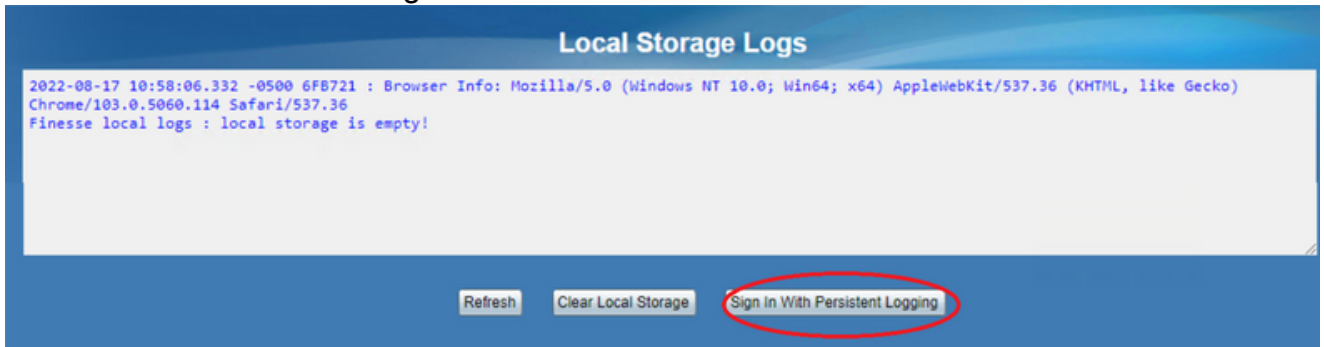 Local Storage Logs
2022-08-17 10:58:06.332 -0500 6FB721 : Browser Info: Mozilla/5.0 (Windows NT 10.0; Win64; x64) AppleWebKit/537.36 (KHTML, like Gecko)
Chrome/103.0.5060.114 Safari/537.36
Finesse local logs : local storage is empty!
Refresh Clear Local Storage Sign In With Persistent Logging